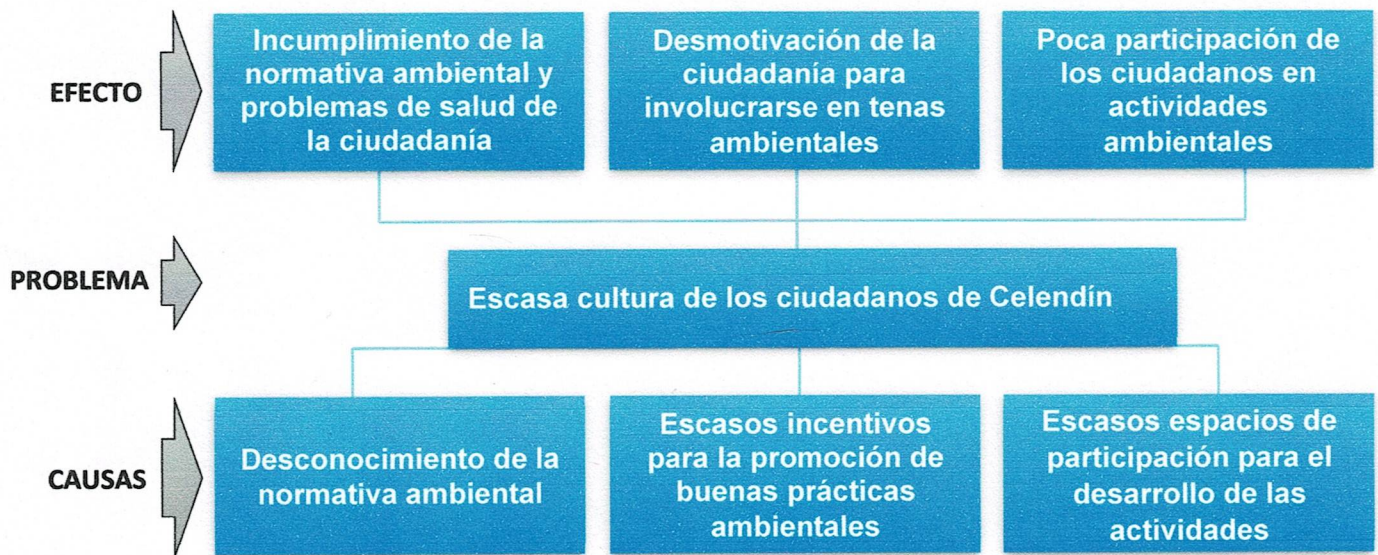 EFECTO
Incumplimiento de la
normativa ambiental y
problemas de salud de
la ciudadanía
Desmotivación de la
ciudadanía para
involucrarse en tenas
ambientales
Poca participación de
los ciudadanos en
actividades
ambientales
PROBLEMA
Escasa cultura de los ciudadanos de Celendín
CAUSAS
Desconocimiento de la
normativa ambiental
Escasos incentivos
para la promoción de
buenas prácticas
ambientales
Escasos espacios de
participación para el
desarrollo de las
actividades